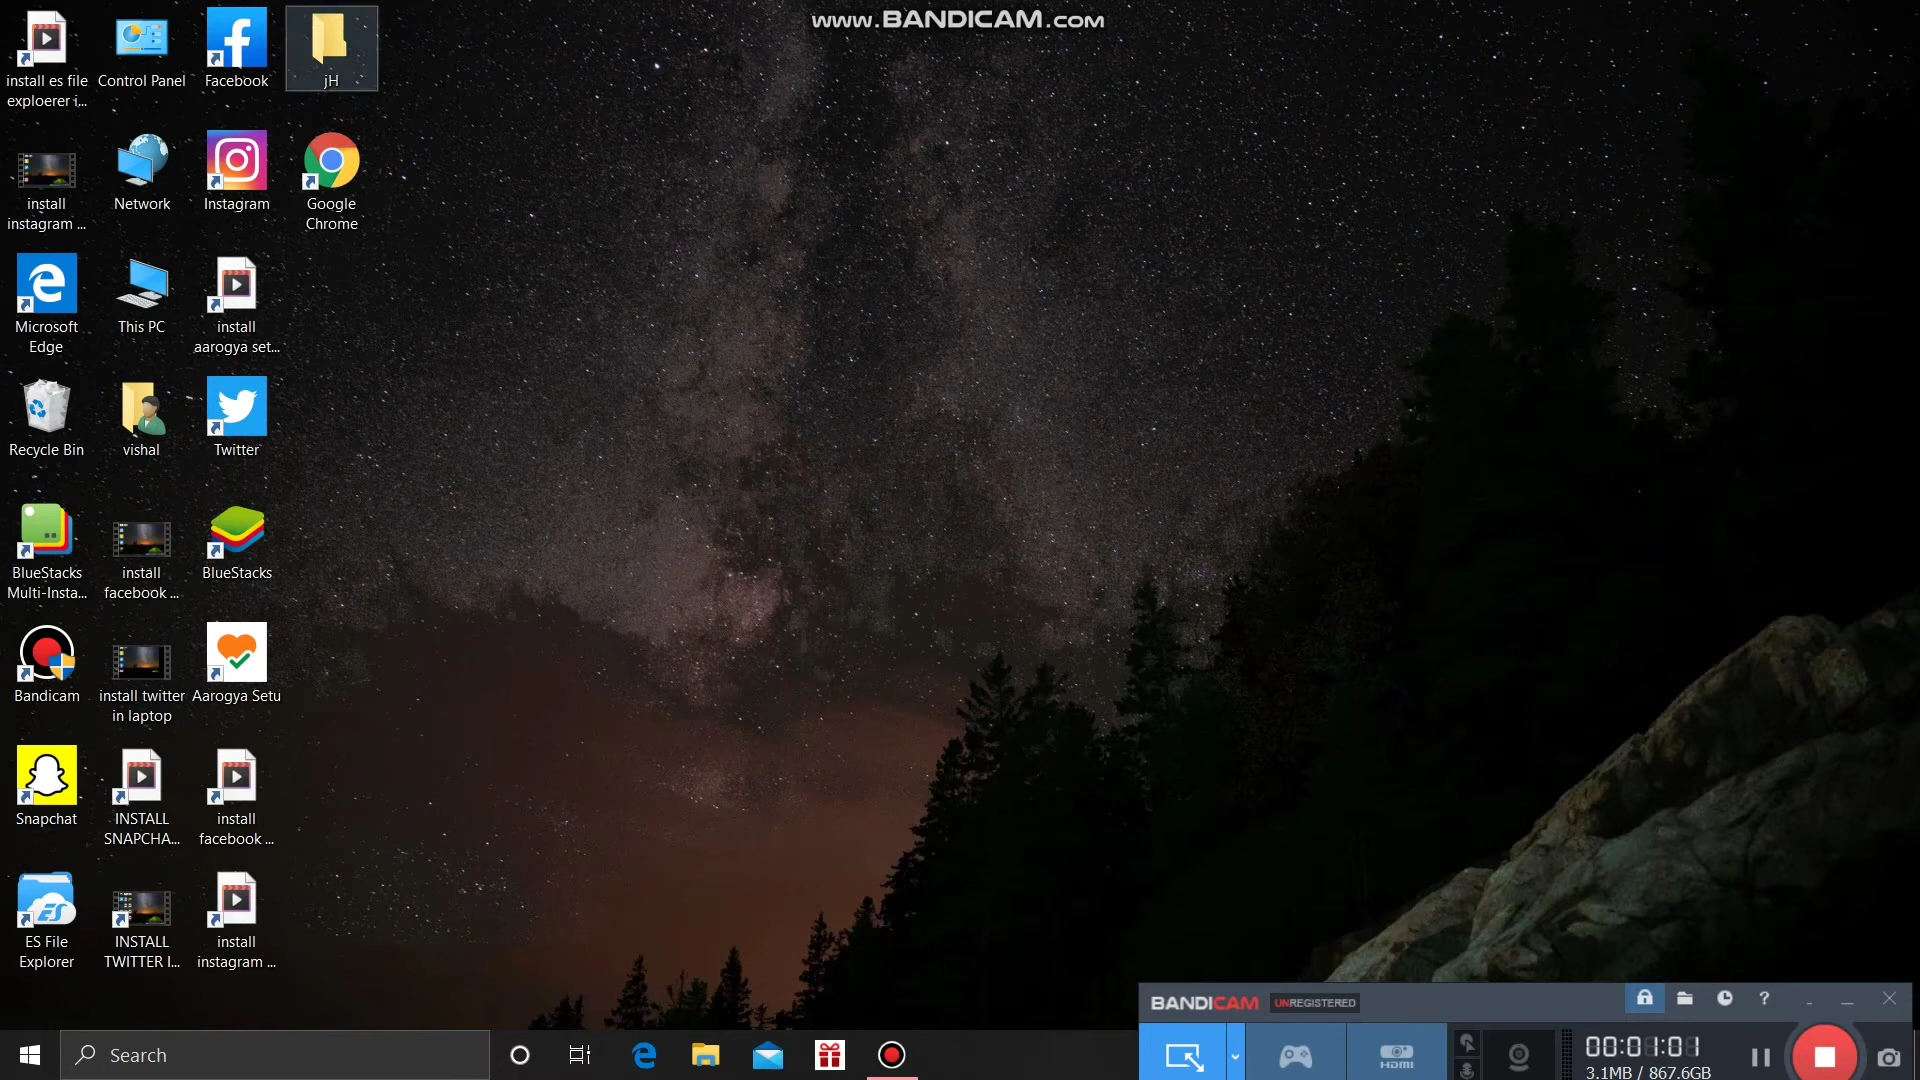 www.BANDICAM.com
install es file
exploerer i...
Control Panel
Facebook
jH
install
instagram ...
Network
Instagram
Google
Chrome
Microsoft
Edge
This PC
install
aarogya set...
Recycle Bin
vishal
Twitter
BlueStacks
Multi-Insta...
install
facebook ...
BlueStacks
Bandicam
install twitter
in laptop
Aarogya Setu
Snapchat
INSTALL
SNAPCHA...
install
facebook ...
ES
ES File
Explorer
INSTALL
TWITTER I...
install
instagram ...
BANDICAM UNREGISTERED
Search
HDMI
00:01:01
3.1MB / 867.6GB